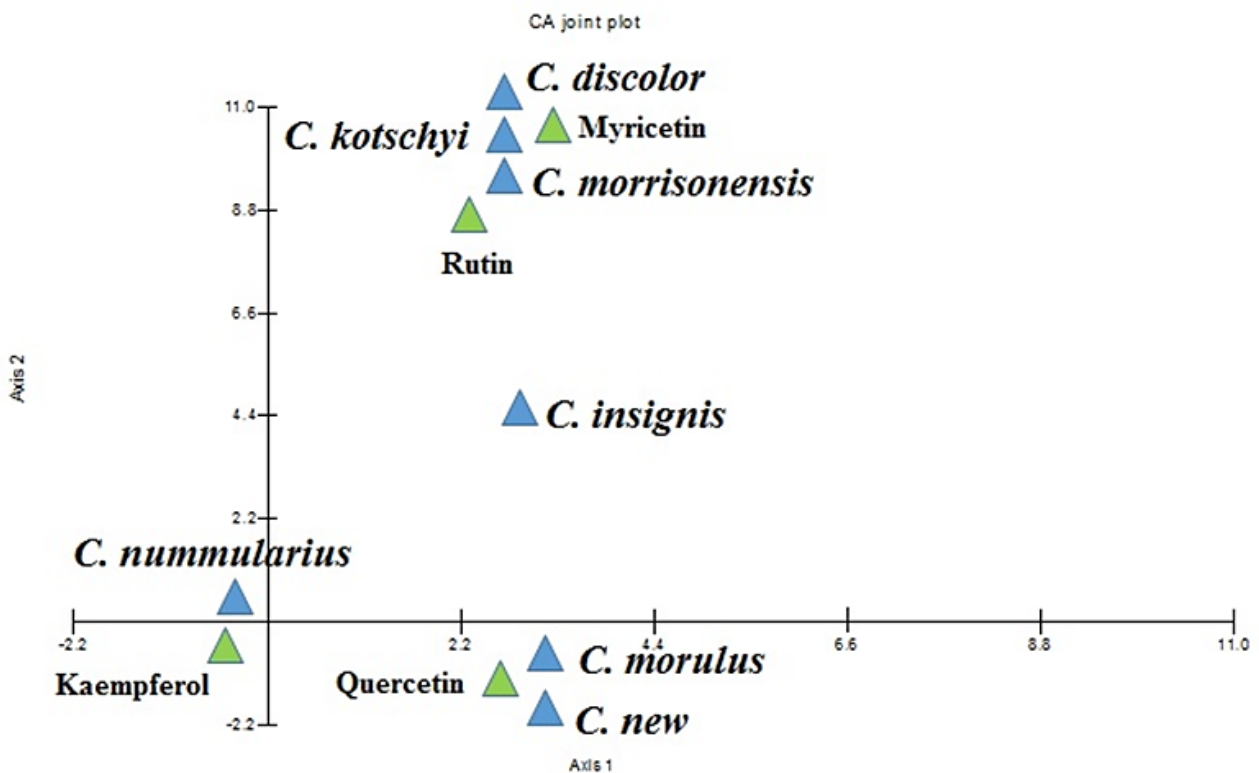 CA joint plot
C. discolor
11.0
Myricetin
C. kotschyi
C. morrisonensis
8.8
Rutin
6.6
Axis 2
4.4
C. insignis
2.2
C. nummularius
-2.2
2.2
4.4
6.6
8.8
11.0
C. morulus
Kaempferol
Quercetin
-2.2
C. new
Axis 1